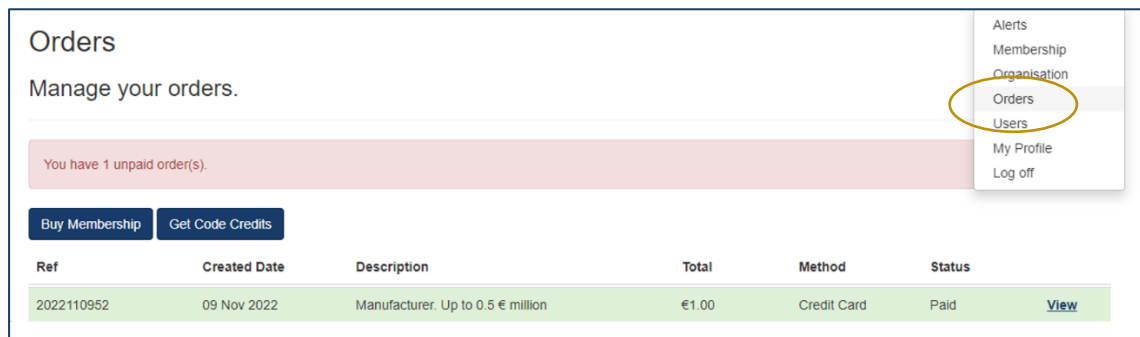 Orders
Manage your orders.
Alerts
Membership
Organisation
Orders
Users
My Profile
Log off
You have 1 unpaid order(s).
Buy Membership Get Code Credits
Ref Created Date Description Total Method Status
2022110952 09 Nov 2022 Manufacturer. Up to 0.5 € million €1.00 Credit Card Paid View